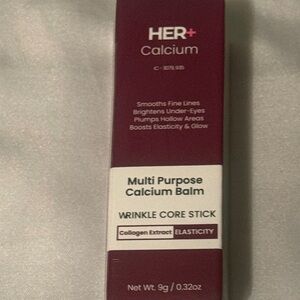 HER+
Calcium
Smooths Fine Lines
Brightens Under-Eyes
Plumps Hollow Areas
Boosts Elasticity & Glow
Multi Purpose
Calcium Balm
WRINKLE CORE STICK
Collagen Extract ELASTICITY
Net Wt. 9g / 0.32oz